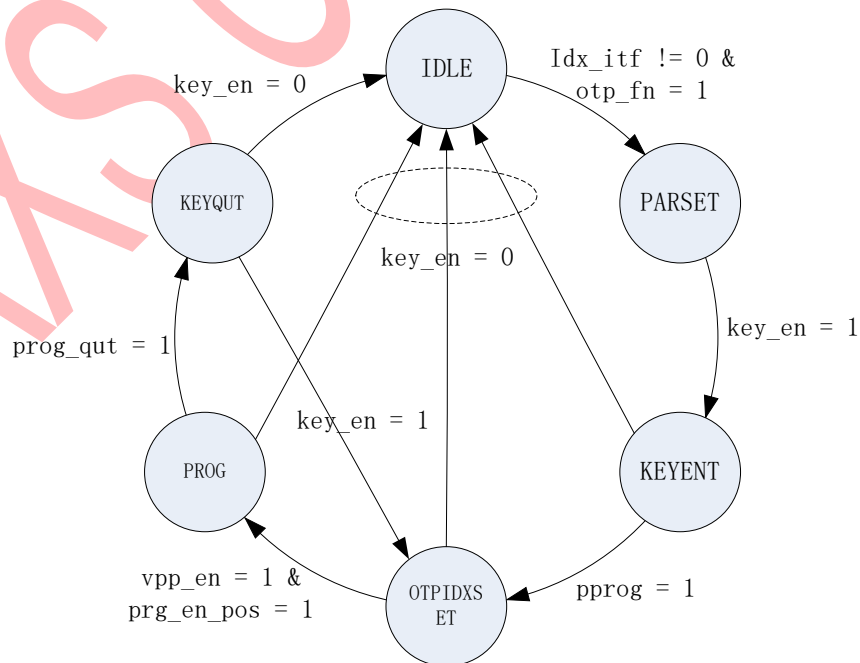 IDLE
Idx_itf != 0 &
otp_fn = 1
key_en = 0
KEYQUT
PARSET
key_en = 0
key_en = 1
prog_qut = 1
key_en = 1
PROG
KEYENT
vpp_en = 1 &
prg_en_pos = 1
OTPIDXS
ET
pprog = 1